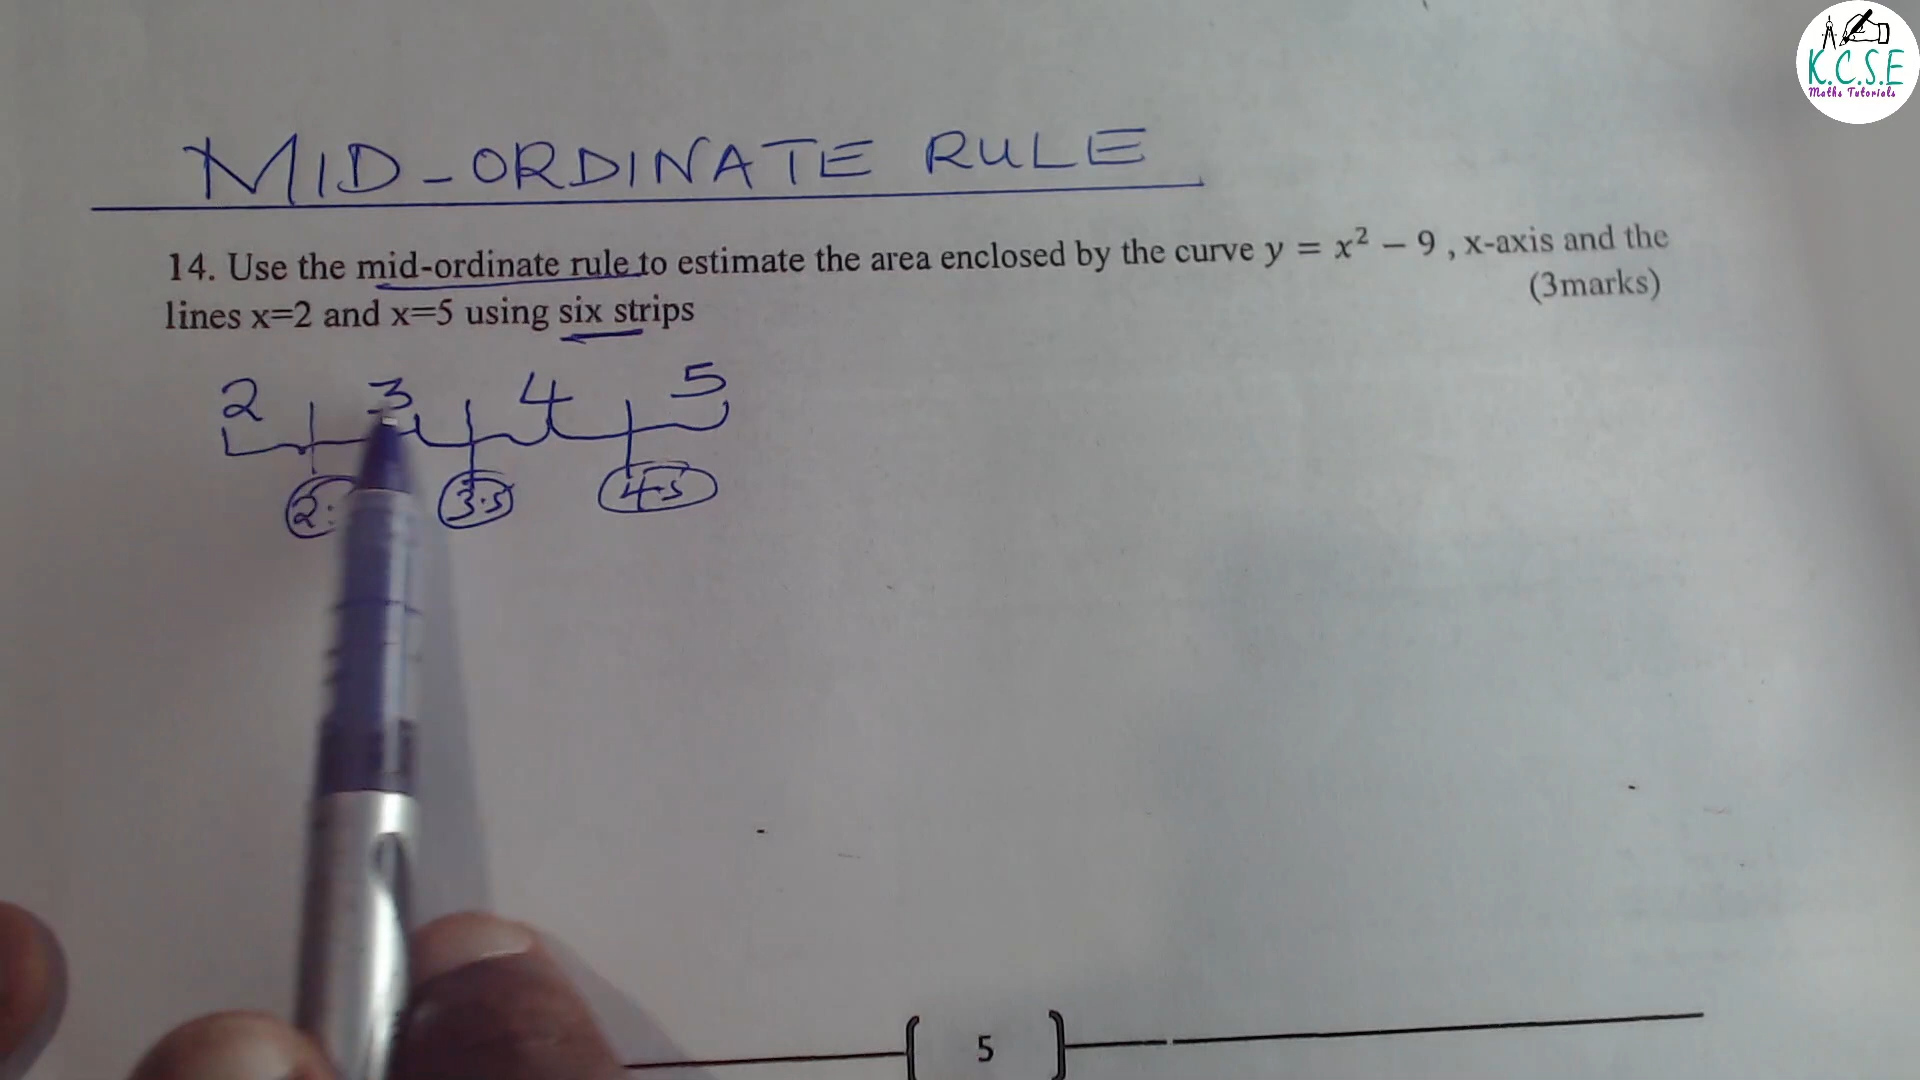 K.C.S.E
Maths Tutorials
MID-ORDINATE RULE
14. Use the mid-ordinate rule to estimate the area enclosed by the curve y = x² − 9 , x-axis and the
lines x=2 and x=5 using six strips
(3marks)
2 3 4 5
3.5 4.5
5